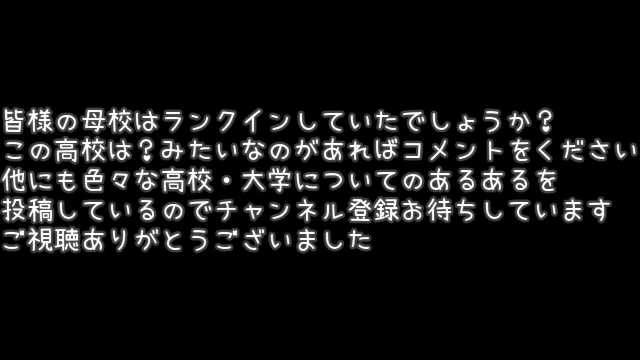 皆様の母校はランクインしていたでしょうか？
この高校は？みたいなのがあればコメントをください
他にも色々な高校・大学についてのあるあるを
投稿しているのでチャンネル登録お待ちしています
ご視聴ありがとうございました